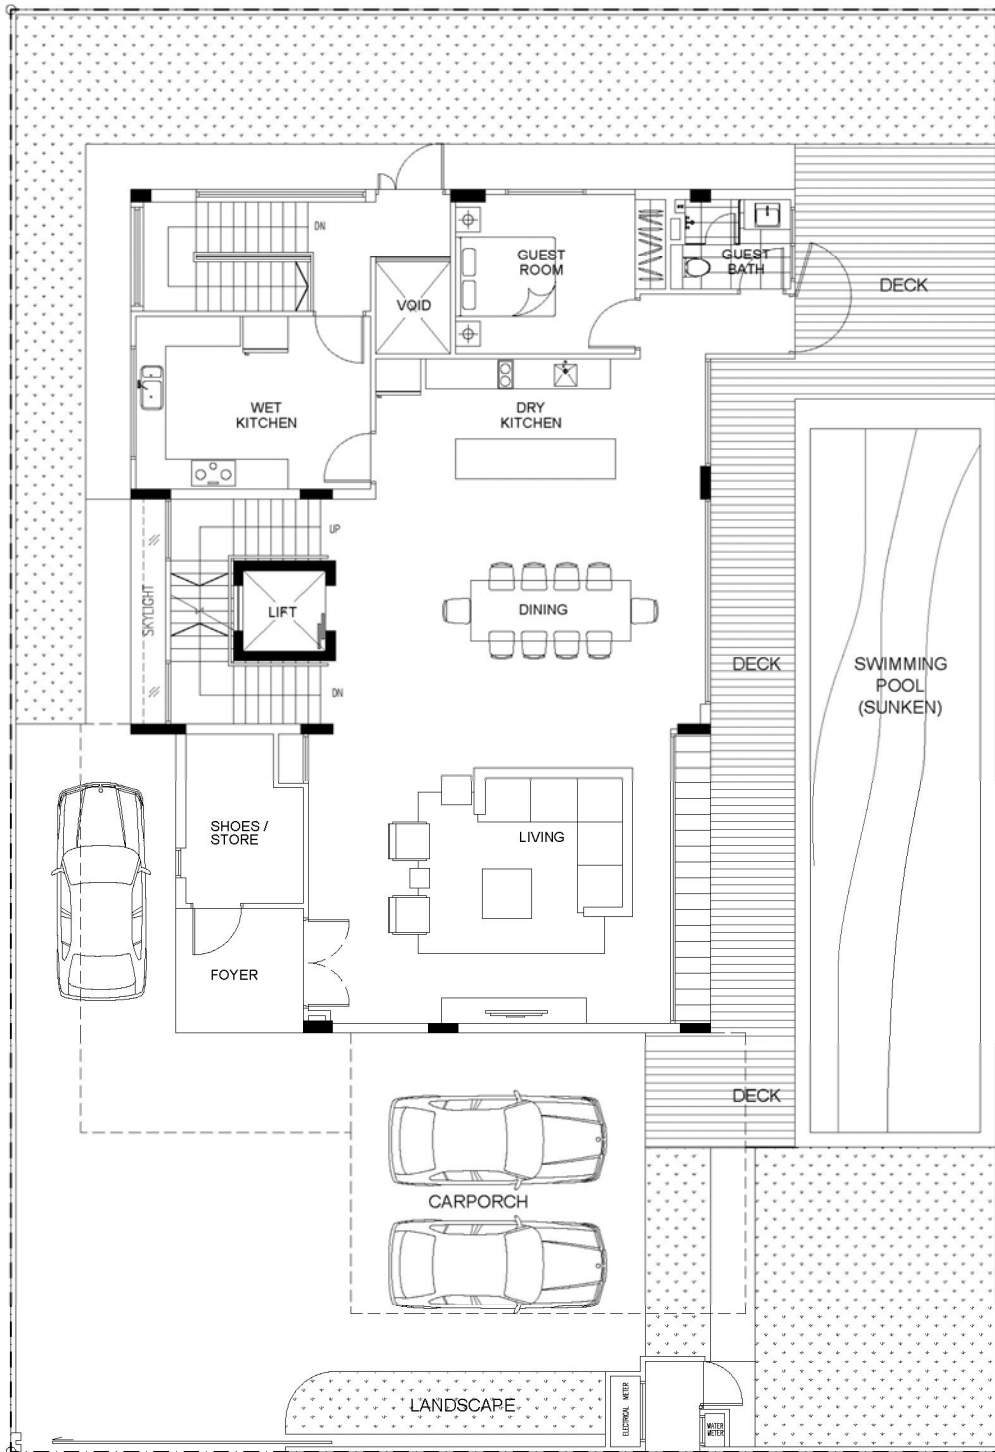 DN
GUEST
ROOM
GUEST
BATH
DECK
VOID
WET
KITCHEN
DRY
KITCHEN
UP
SKYLIGHT
LIFT
DINING
DECK
SWIMMING
POOL
(SUNKEN)
DN
SHOES /
STORE
LIVING
FOYER
DECK
CARPORCH
LANDSCAPE
ELECTRICAL METER
WATER
METER